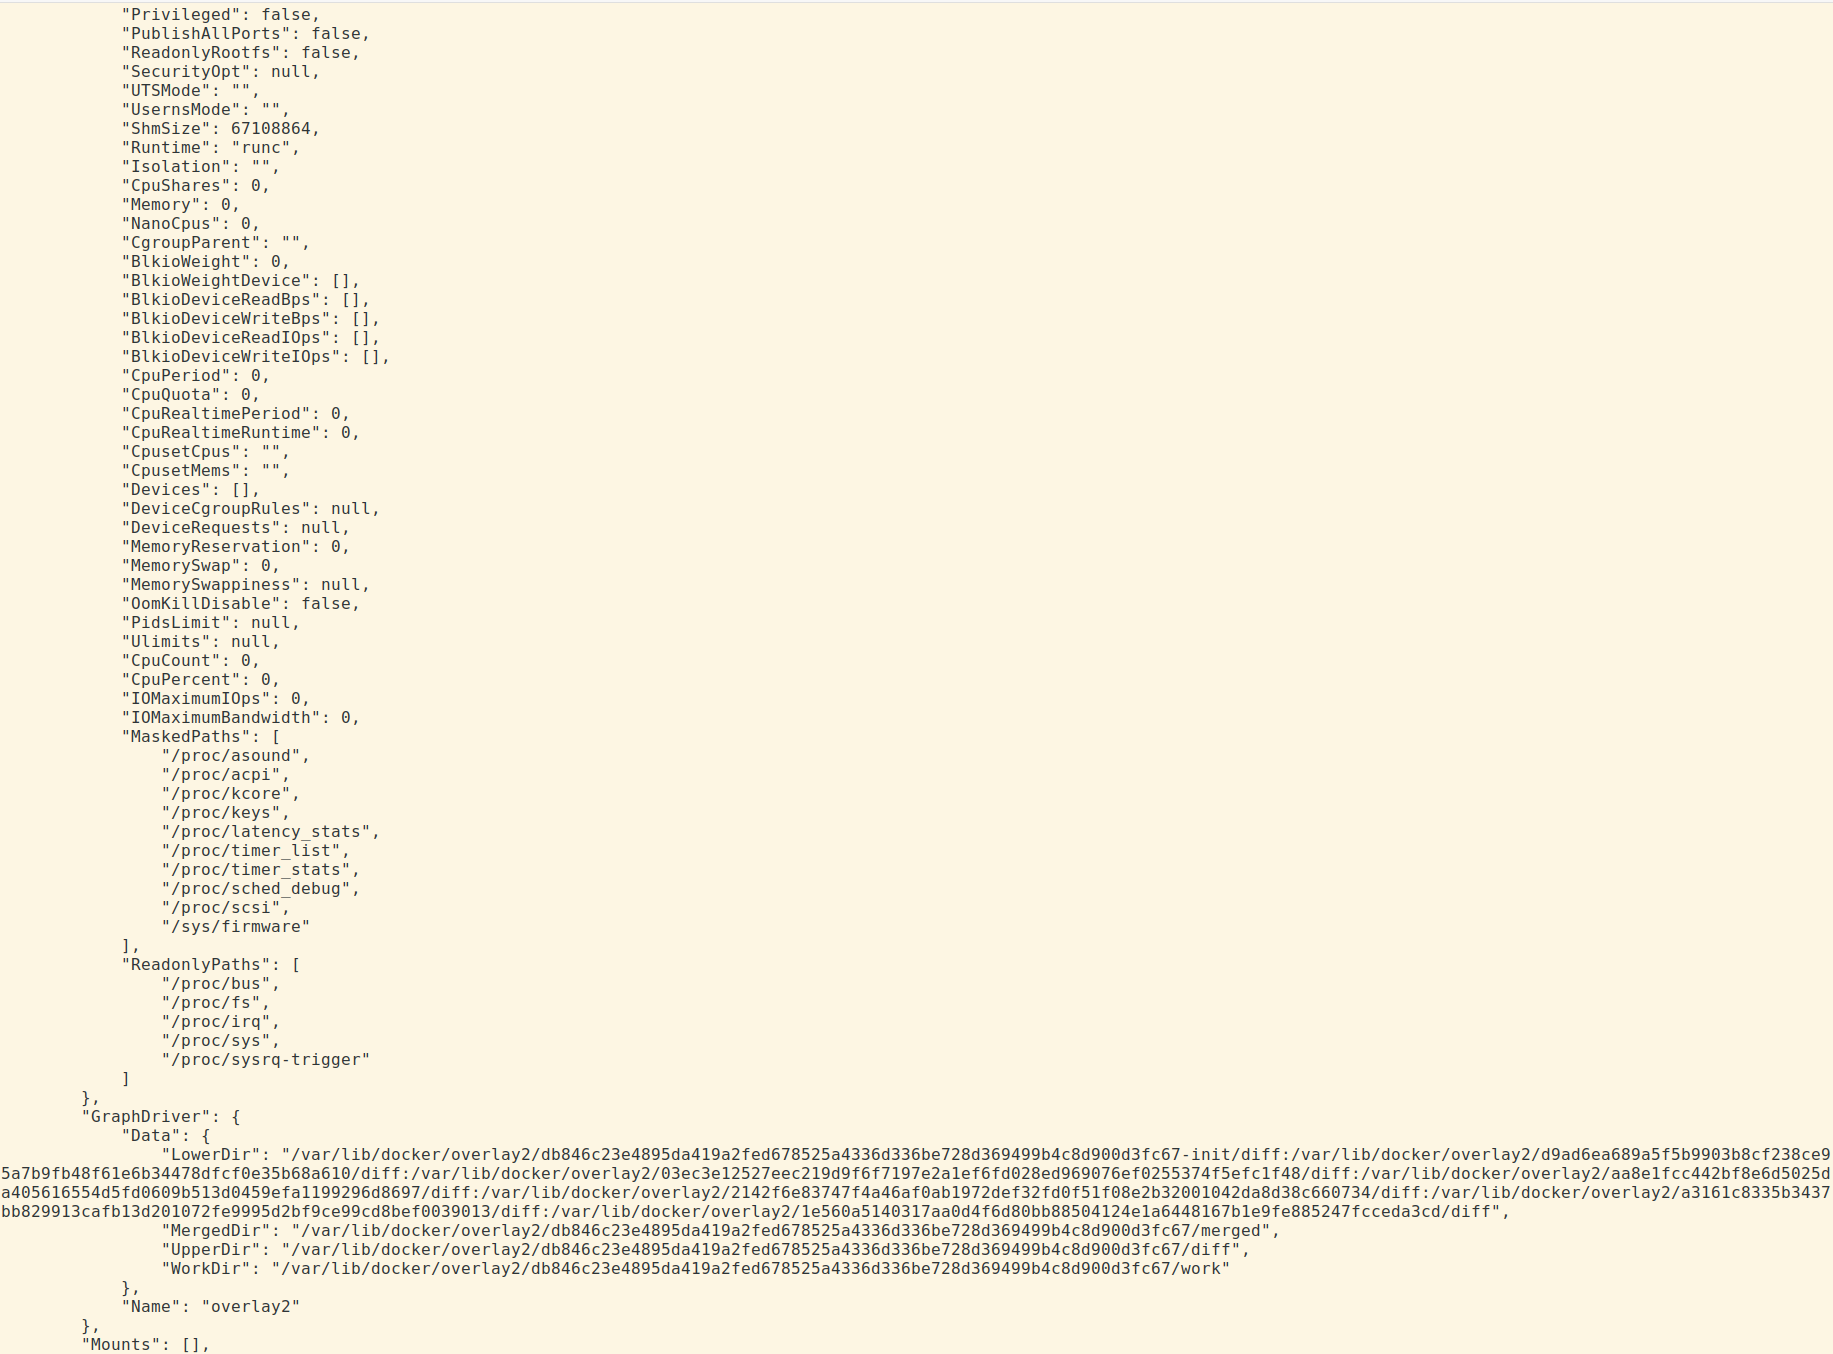 "Privileged": false,
"PublishAllPorts": false,
"ReadonlyRootfs": false,
"SecurityOpt": null,
"UTSMode": "",
"UsernsMode": "",
"ShmSize": 67108864,
"Runtime": "runc",
"Isolation": "",
"CpuShares": 0,
"Memory": 0,
"NanoCpus": 0,
"CgroupParent": "",
"BlkioWeight": 0,
"BlkioWeightDevice": [],
"BlkioDeviceReadBps": [],
"BlkioDeviceWriteBps": [],
"BlkioDeviceReadIOps": [],
"BlkioDeviceWriteIOps": [],
"CpuPeriod": 0,
"CpuQuota": 0,
"CpuRealtimePeriod": 0,
"CpuRealtimeRuntime": 0,
"CpusetCpus": "",
"CpusetMems": "",
"Devices": [],
"DeviceCgroupRules": null,
"DeviceRequests": null,
"MemoryReservation": 0,
"MemorySwap": 0,
"MemorySwappiness": null,
"OomKillDisable": false,
"PidsLimit": null,
"Ulimits": null,
"CpuCount": 0,
"CpuPercent": 0,
"IOMaximumIOps": 0,
"IOMaximumBandwidth": 0,
"MaskedPaths": [
"/proc/asound",
"/proc/acpi",
"/proc/kcore",
"/proc/keys",
"/proc/latency_stats",
"/proc/timer_list",
"/proc/timer_stats",
"/proc/sched_debug",
"/proc/scsi",
"/sys/firmware"
],
"ReadonlyPaths": [
"/proc/bus",
"/proc/fs",
"/proc/irq",
"/proc/sys",
"/proc/sysrq-trigger"
]
},
"GraphDriver": {
"Data": {
"LowerDir": "/var/lib/docker/overlay2/db846c23e4895da419a2fed678525a4336d336be728d369499b4c8d900d3fc67-init/diff:/var/lib/docker/overlay2/d9ad6ea689a5f5b9903b8cf238ce9
5a7b9fb48f61e6b34478dfcf0e35b68a610/diff:/var/lib/docker/overlay2/03ec3e12527eec219d9f6f7197e2a1ef6fd028ed969076ef0255374f5efc1f48/diff:/var/lib/docker/overlay2/aa8e1fcc442bf8e6d5025d
a405616554d5fd0609b513d0459efa1199296d8697/diff:/var/lib/docker/overlay2/2142f6e83747f4a46af0ab1972def32fd0f51f08e2b32001042da8d38c660734/diff:/var/lib/docker/overlay2/a3161c8335b3437
bb829913cafb13d201072fe9995d2bf9ce99cd8bef0039013/diff:/var/lib/docker/overlay2/1e560a5140317aa0d4f6d80bb88504124e1a6448167b1e9fe885247fcceda3cd/diff",
"MergedDir": "/var/lib/docker/overlay2/db846c23e4895da419a2fed678525a4336d336be728d369499b4c8d900d3fc67/merged",
"UpperDir": "/var/lib/docker/overlay2/db846c23e4895da419a2fed678525a4336d336be728d369499b4c8d900d3fc67/diff",
"WorkDir": "/var/lib/docker/overlay2/db846c23e4895da419a2fed678525a4336d336be728d369499b4c8d900d3fc67/work"
},
"Name": "overlay2"
},
"Mounts": [],